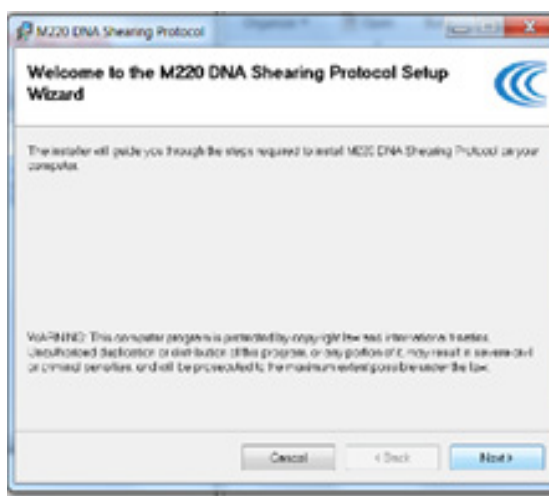 M220 DNA Shearing Protocol
Welcome to the M220 DNA Shearing Protocol Setup
Wizard
The installer will guide you through the steps required to install M220 DNA Shearing Protocol on your
computer.
WARNING: This computer program is protected by copyright law and international treaties.
Unauthorized duplication or distribution of this program, or any portion of it, may result in severe civil
or criminal penalties, and will be prosecuted to the maximum extent possible under the law.
Cancel
< Back
Next >